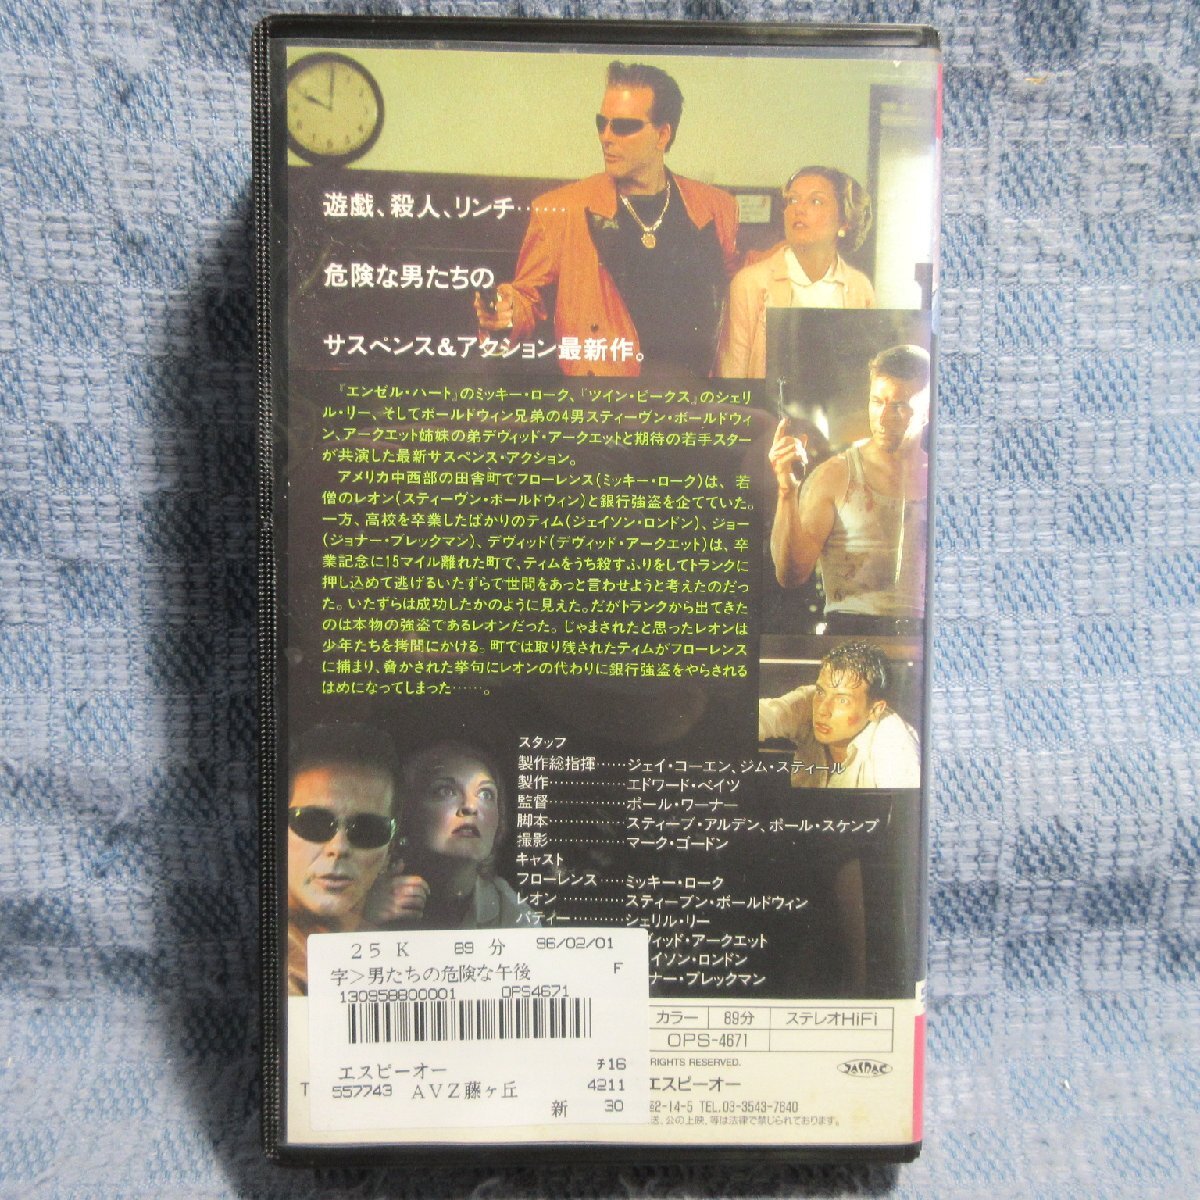 遊戯、殺人、リンチ……
危険な男たちの
サスペンス&アクション最新作。
『エンゼル・ハート』のミッキー・ローク、『ツイン・ピークス』のシェリ
ル・リー、そしてボールドウィン兄弟の4男スティーヴン・ボールドウィ
ン、アークエット姉妹の弟デヴィッド・アークエットと期待の若手スター
が共演した最新サスペンス・アクション。
アメリカ中西部の田舎町でフローレンス(ミッキー・ローク)は、若
僧のレオン(スティーヴン・ボールドウィン)と銀行強盗を企てていた。
一方、高校を卒業したばかりのティム(ジェイソン・ロンドン)、ジョー
(ジョナー・ブレックマン)、デヴィッド(デヴィッド・アークエット)は、卒
業記念に15マイル離れた町で、ティムをうち殺すふりをしてトランクに
押し込めて逃げるいたずらで世間をあっと言わせようと考えたのだっ
た。いたずらは成功したかのように見えた。だがトランクから出てきた
のは本物の強盗であるレオンだった。じゃまされたと思ったレオンは
少年たちを拷問にかける。町では取り残されたティムがフローレンス
に捕まり、脅かされた挙句にレオンの代わりに銀行強盗をやらされる
はめになってしまった……。
スタッフ
製作総指揮……ジェイ・コーエン、ジム・スティール
製作……………エドワード・ベイツ
監督……………ポール・ワーナー
脚本……………スティーブ・アルデン、ポール・スケンプ
撮影……………マーク・ゴードン
キャスト
フローレンス……ミッキー・ローク
レオン…………スティーブン・ボールドウィン
パティー………シェリル・リー
ヴィッド・アークエット
イソン・ロンドン
ナー・ブレックマン
25K 89分 96/02/01
字>男たちの危険な午後 F
130958800001 OPS4671
エスピーオー チ16
557743 AVZ藤ヶ丘 4211
新 30
カラー 89分 ステレオHiFi
OPS-4671
RIGHTS RESERVED.
エスピーオー
2-14-5 TEL.03-3543-7640
送、公の上映、等は法律で禁じられております。
JASRAC
T